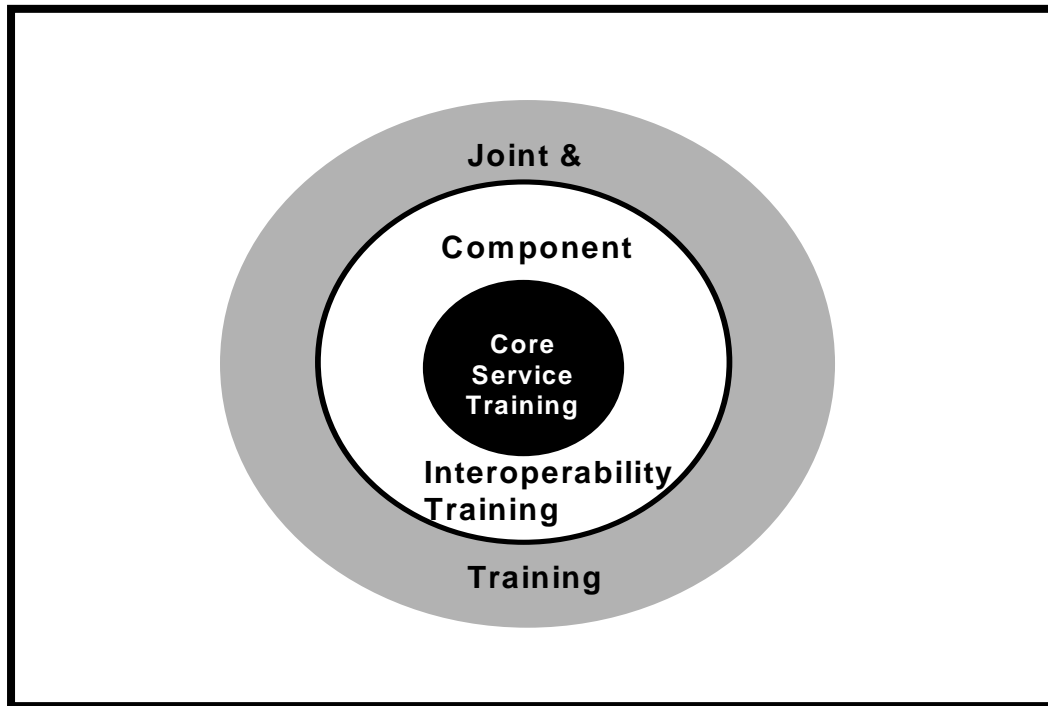 Joint &
Component
Core
Service
Training
Interoperability
Training
Training